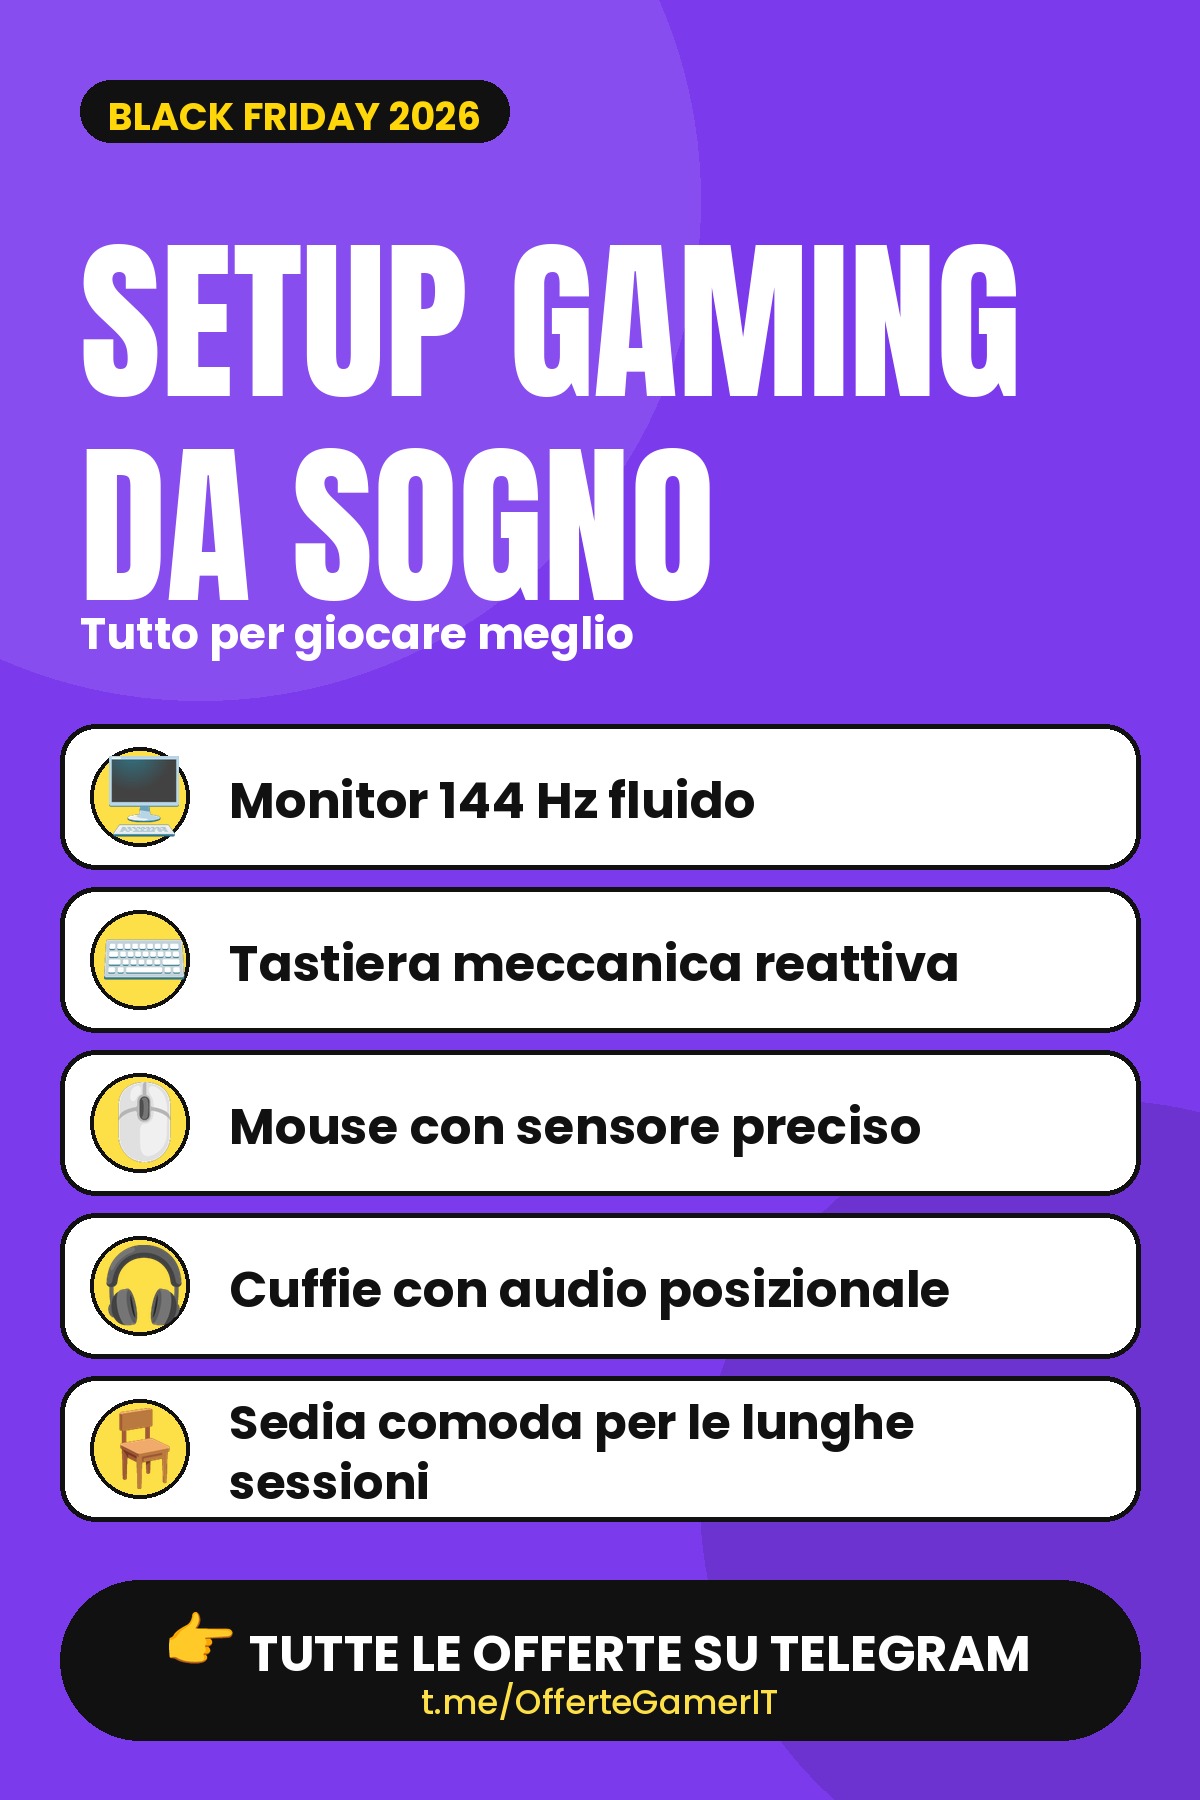 BLACK FRIDAY 2026
SETUP GAMING
DA SOGNO
Tutto per giocare meglio
Monitor 144 Hz fluido
Tastiera meccanica reattiva
Mouse con sensore preciso
Cuffie con audio posizionale
Sedia comoda per le lunghe
sessioni
👉 TUTTE LE OFFERTE SU TELEGRAM
t.me/OfferteGamerIT